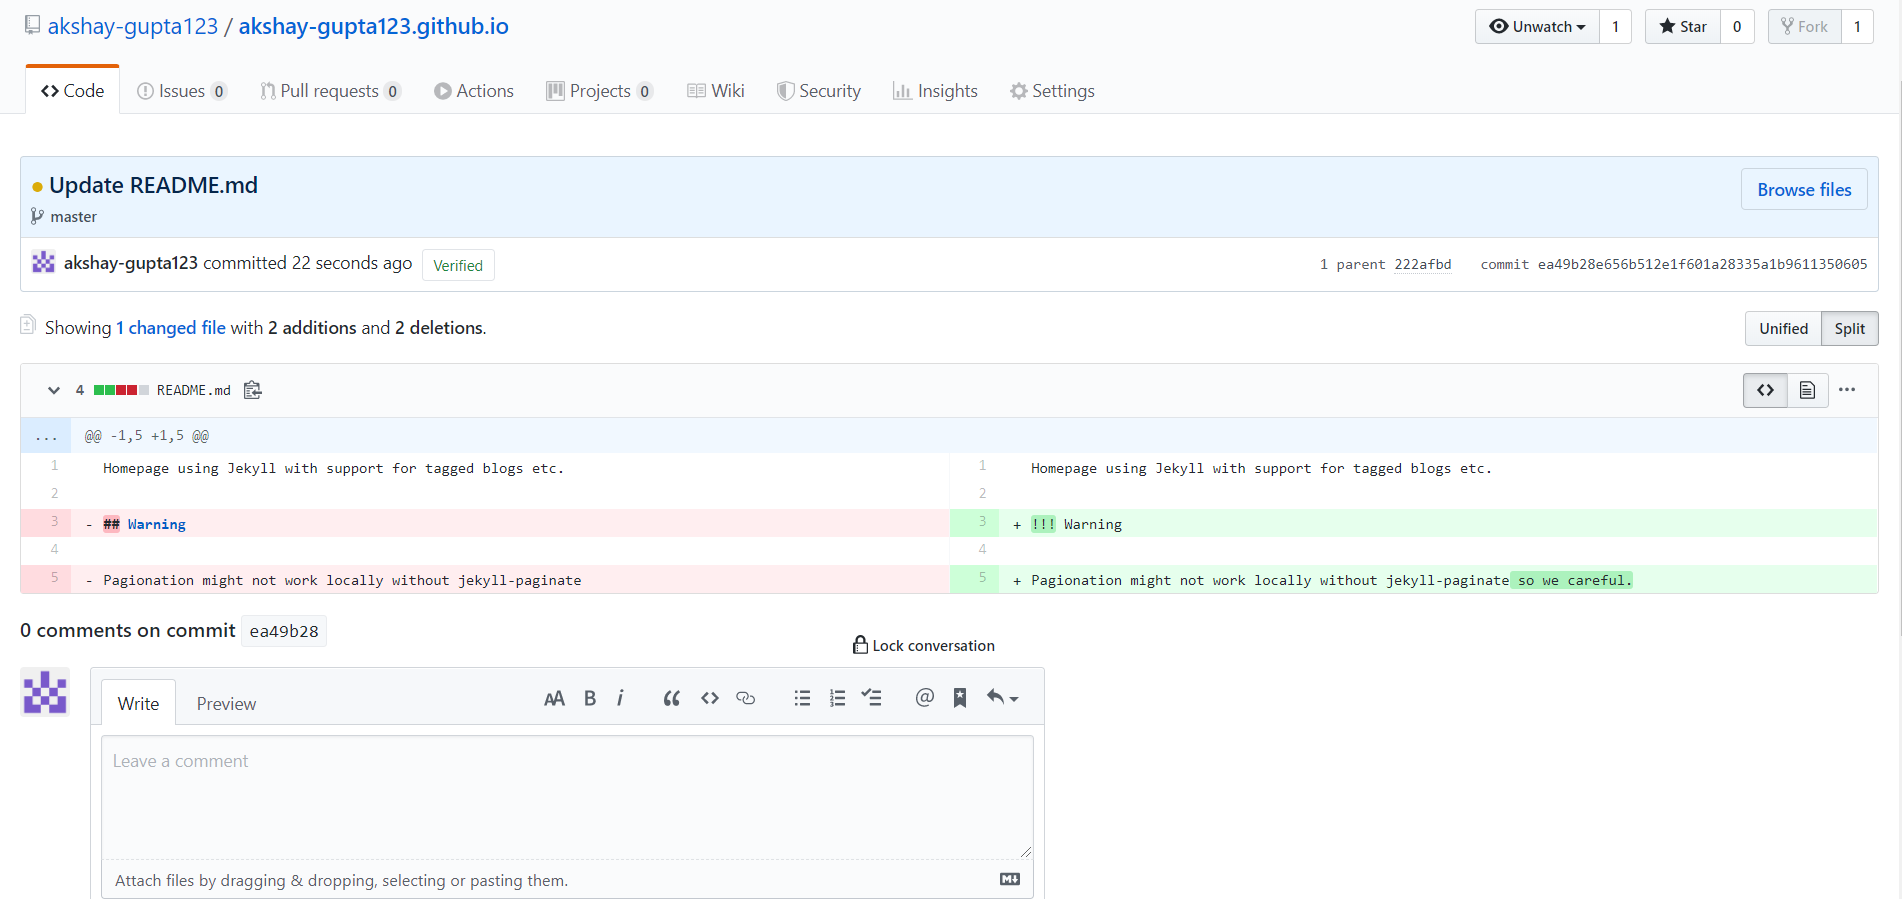 akshay-gupta123 / akshay-gupta123.github.io
Unwatch 1 Star 0 Fork 1
Code Issues 0 Pull requests 0 Actions Projects 0 Wiki Security Insights Settings
Update README.md
Browse files
master
akshay-gupta123 committed 22 seconds ago Verified
1 parent 222afbd commit ea49b28e656b512e1f601a28335a1b9611350605
Showing 1 changed file with 2 additions and 2 deletions.
Unified Split
4 README.md
... @@ -1,5 +1,5 @@
1 Homepage using Jekyll with support for tagged blogs etc. 1 Homepage using Jekyll with support for tagged blogs etc.
2 2
3 - ## Warning 3 + !!! Warning
4 4
5 - Pagionation might not work locally without jekyll-paginate 5 + Pagionation might not work locally without jekyll-paginate so we careful.
0 comments on commit ea49b28
Lock conversation
Write Preview
Leave a comment
Attach files by dragging & dropping, selecting or pasting them.